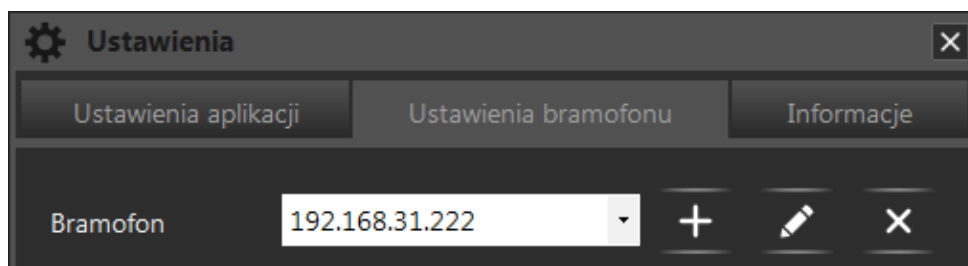 Ustawienia
Ustawienia aplikacji Ustawienia bramofonu Informacje
Bramofon 192.168.31.222